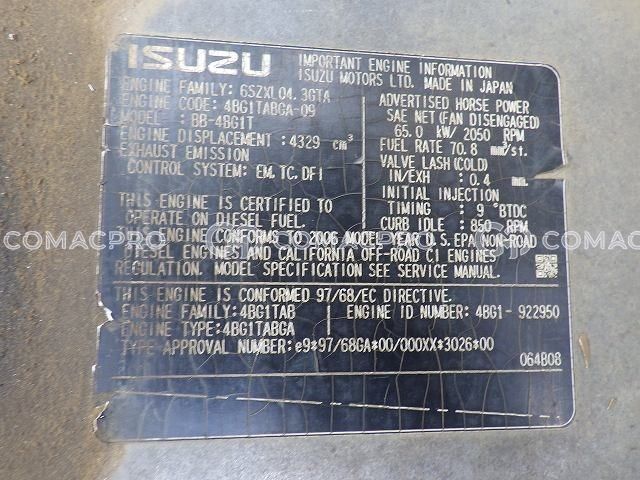 ISUZU
IMPORTANT ENGINE INFORMATION
ISUZU MOTORS LTD. MADE IN JAPAN
ENGINE FAMILY: 6SZXL04.3GTA
ENGINE CODE: 4BG1TABGA-09
MODEL: BB-4BG1T
ENGINE DISPLACEMENT: 4329 cm³
EXHAUST EMISSION
CONTROL SYSTEM: EM,TC,DFI
THIS ENGINE IS CERTIFIED TO
OPERATE ON DIESEL FUEL.
ADVERTISED HORSE POWER
SAE NET(FAN DISENGAGED)
65.0 kW/ 2050 RPM
FUEL RATE 70.8 mm³/st.
VALVE LASH(COLD)
IN/EXH : 0.4 mm.
INITIAL INJECTION
TIMING : 9 °BTDC
CURB IDLE : 850 RPM
THIS ENGINE CONFORMS TO 2006 MODEL YEAR U.S.EPA NON-ROAD
DIESEL ENGINES AND CALIFORNIA OFF-ROAD CI ENGINES
REGULATION. MODEL SPECIFICATION SEE SERVICE MANUAL.
COMACPRO
COMACPRO
THIS ENGINE IS CONFORMED 97/68/EC DIRECTIVE.
ENGINE FAMILY:4BG1TAB
ENGINE ID NUMBER: 4BG1- 922950
ENGINE TYPE:4BG1TABGA
TYPE APPROVAL NUMBER:e9*97/68GA*00/000XX*3026*00
064B08